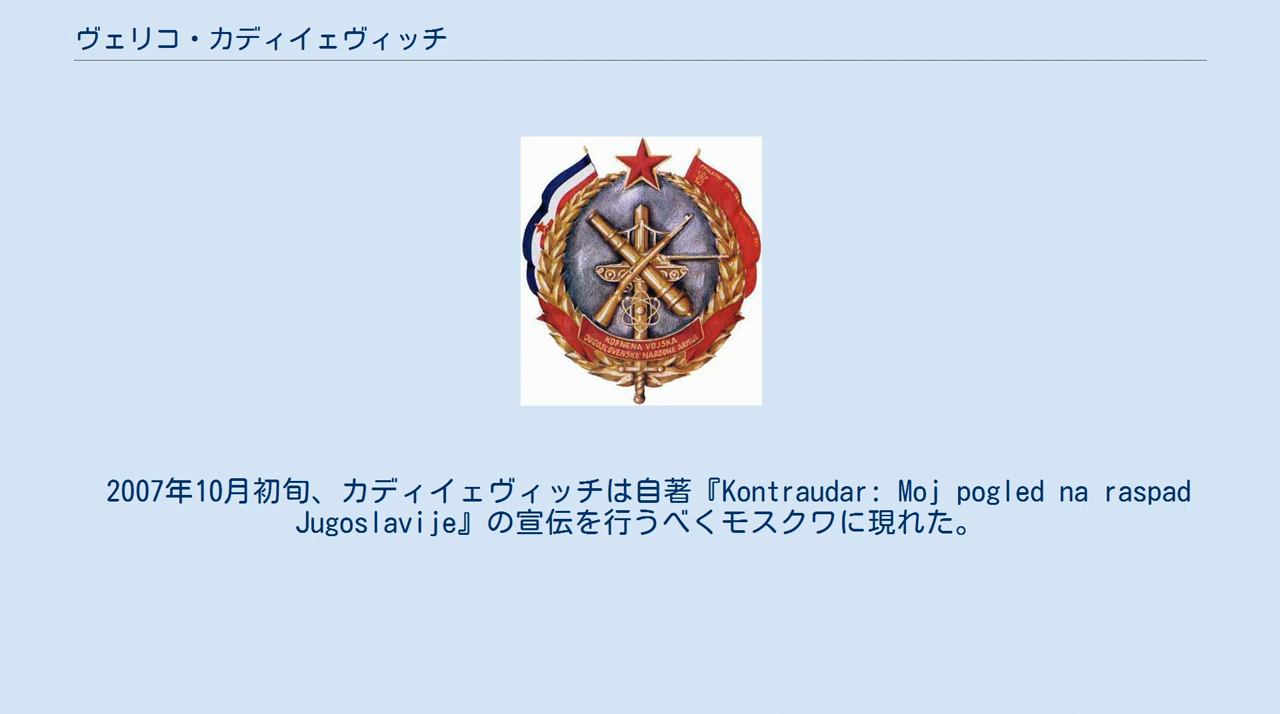 ヴェリコ・カディイェヴィッチ
KOPNENA VOJSKA
JUGOSLOVENSKE NARODNE ARMIJE
2007年10月初旬、カディイェヴィッチは自著『Kontraudar: Moj pogled na raspad
Jugoslavije』の宣伝を行うべくモスクワに現れた。